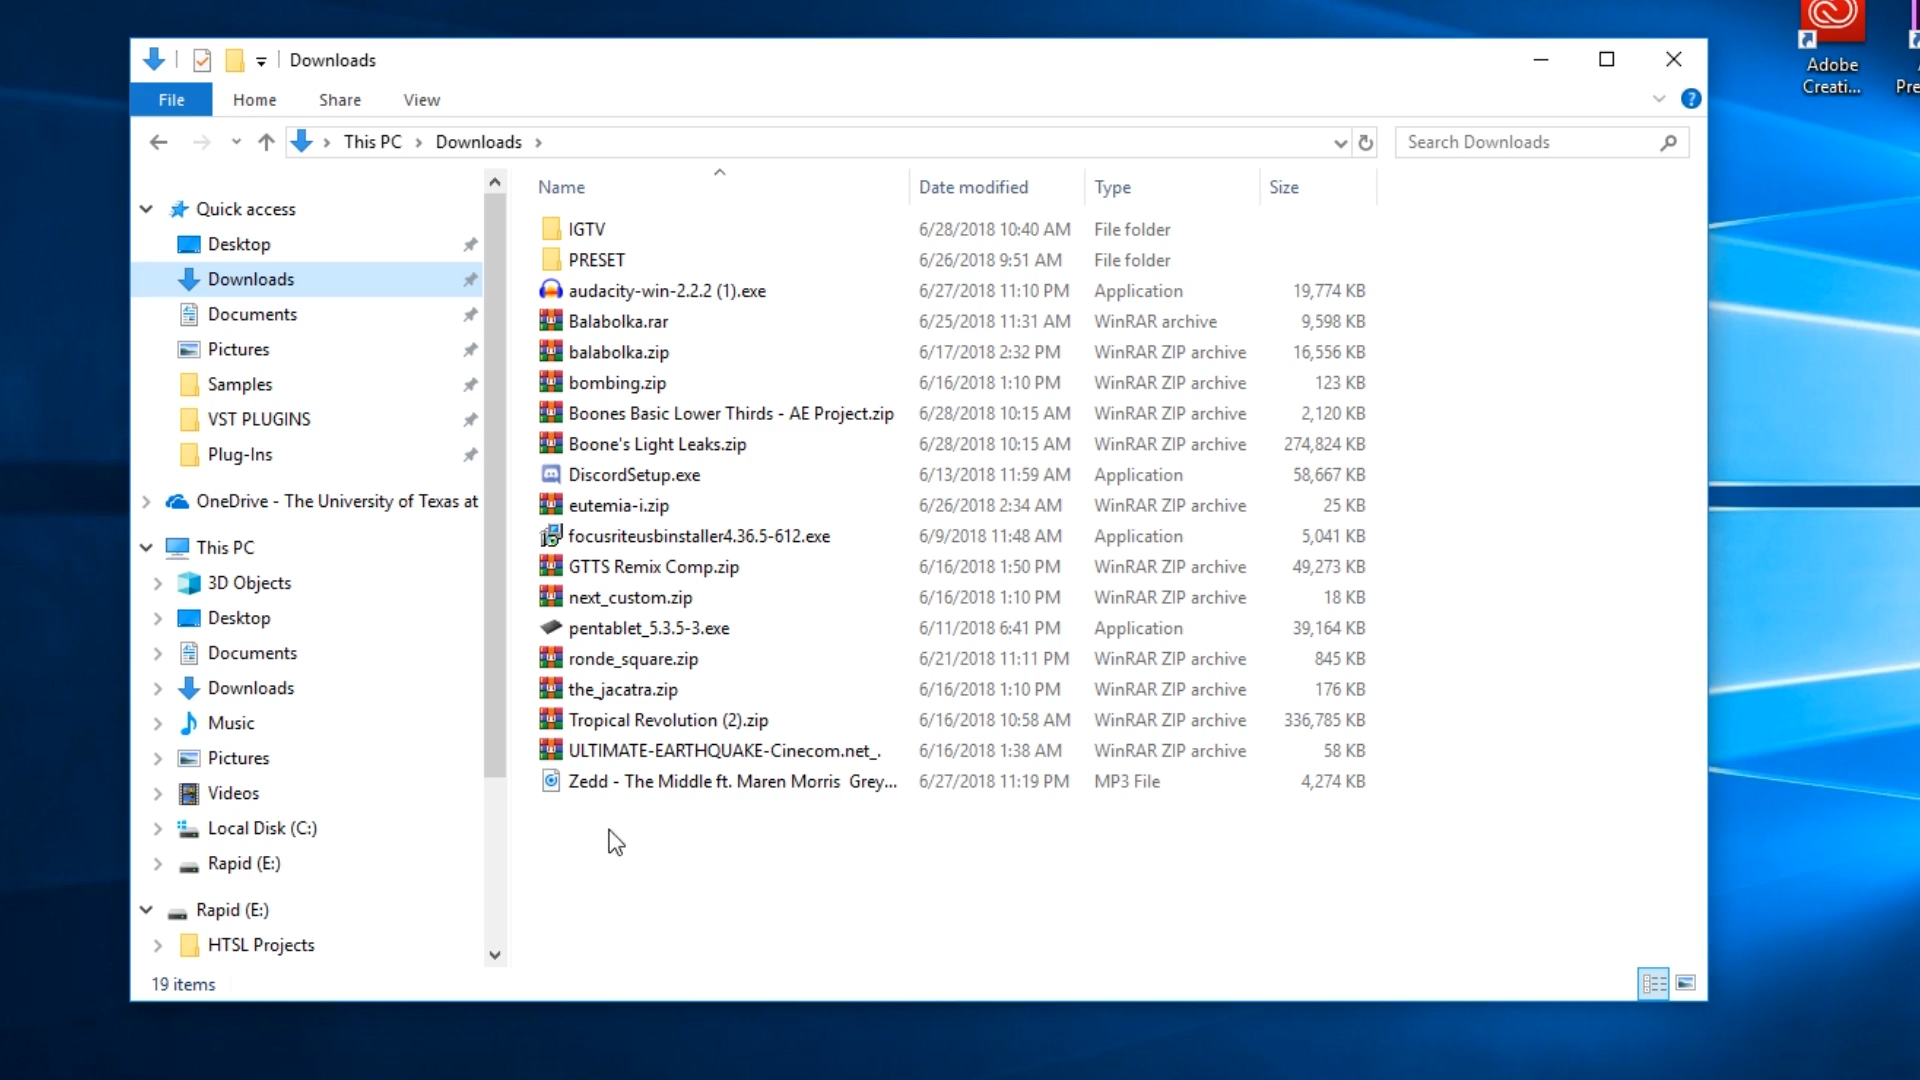 Downloads
File Home Share View
This PC Downloads
Search Downloads
Adobe
Creati...
Pre
Name Date modified Type Size
Quick access
Desktop
Downloads
Documents
Pictures
Samples
VST PLUGINS
Plug-Ins
OneDrive - The University of Texas at
This PC
3D Objects
Desktop
Documents
Downloads
Music
Pictures
Videos
Local Disk (C:)
Rapid (E:)
Rapid (E:)
HTSL Projects
IGTV 6/28/2018 10:40 AM File folder
PRESET 6/26/2018 9:51 AM File folder
audacity-win-2.2.2 (1).exe 6/27/2018 11:10 PM Application 19,774 KB
Balabolka.rar 6/25/2018 11:31 AM WinRAR archive 9,598 KB
balabolka.zip 6/17/2018 2:32 PM WinRAR ZIP archive 16,556 KB
bombing.zip 6/16/2018 1:10 PM WinRAR ZIP archive 123 KB
Boones Basic Lower Thirds - AE Project.zip 6/28/2018 10:15 AM WinRAR ZIP archive 2,120 KB
Boone's Light Leaks.zip 6/28/2018 10:15 AM WinRAR ZIP archive 274,824 KB
DiscordSetup.exe 6/13/2018 11:59 AM Application 58,667 KB
eutemia-i.zip 6/26/2018 2:34 AM WinRAR ZIP archive 25 KB
focusriteusbinstaller4.36.5-612.exe 6/9/2018 11:48 AM Application 5,041 KB
GTTS Remix Comp.zip 6/16/2018 1:50 PM WinRAR ZIP archive 49,273 KB
next_custom.zip 6/16/2018 1:10 PM WinRAR ZIP archive 18 KB
pentablet_5.3.5-3.exe 6/11/2018 6:41 PM Application 39,164 KB
ronde_square.zip 6/21/2018 11:11 PM WinRAR ZIP archive 845 KB
the_jacatra.zip 6/16/2018 1:10 PM WinRAR ZIP archive 176 KB
Tropical Revolution (2).zip 6/16/2018 10:58 AM WinRAR ZIP archive 336,785 KB
ULTIMATE-EARTHQUAKE-Cinecom.net_. 6/16/2018 1:38 AM WinRAR ZIP archive 58 KB
Zedd - The Middle ft. Maren Morris Grey... 6/27/2018 11:19 PM MP3 File 4,274 KB
19 items